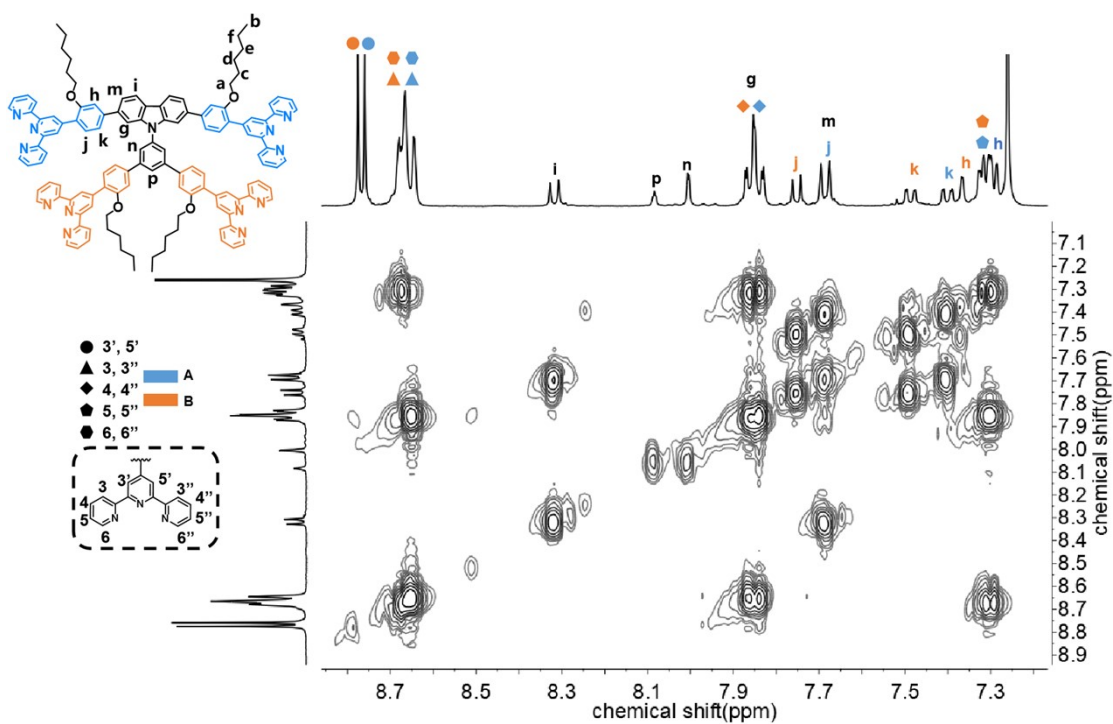 b
f
e
d
c
a
O
O
m
i
h
g
j
k
N
n
p
N
N
N
N
N
N
N
N
N
N
N
N
O
O
g
m
i
p
n
j
j
k
k
h
h
3', 5'
3, 3''
4, 4''
5, 5''
6, 6''
A
B
3
3'
5'
3''
4
4''
5
5''
6
6''
N
N
N
7.1
7.2
7.3
7.4
7.5
7.6
7.7
7.8
7.9
8.0
8.1
8.2
8.3
8.4
8.5
8.6
8.7
8.8
8.9
chemical shift(ppm)
8.7
8.5
8.3
8.1
7.9
7.7
7.5
7.3
chemical shift(ppm)